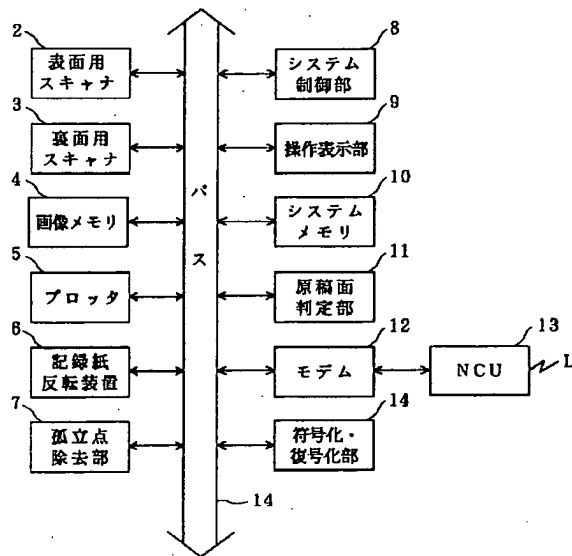 2
表面用
スキャナ
3
裏面用
スキャナ
4
画像メモリ
5
プロッタ
6
記録紙
反転装置
7
孤立点
除去部
バ
ス
8
システム
制御部
9
操作表示部
10
システム
メモリ
11
原稿面
判定部
12
モデム
13
NCU
L
14
符号化・
復号化部
14